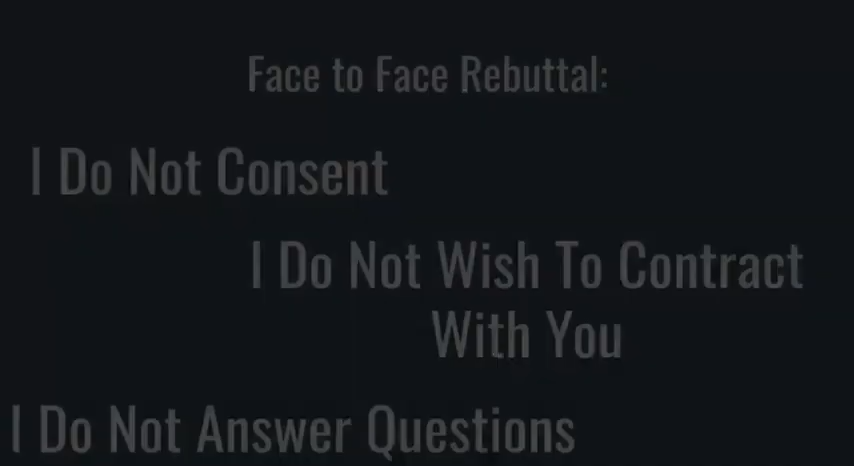 Face to Face Rebuttal:
I Do Not Consent
I Do Not Wish To Contract
With You
I Do Not Answer Questions